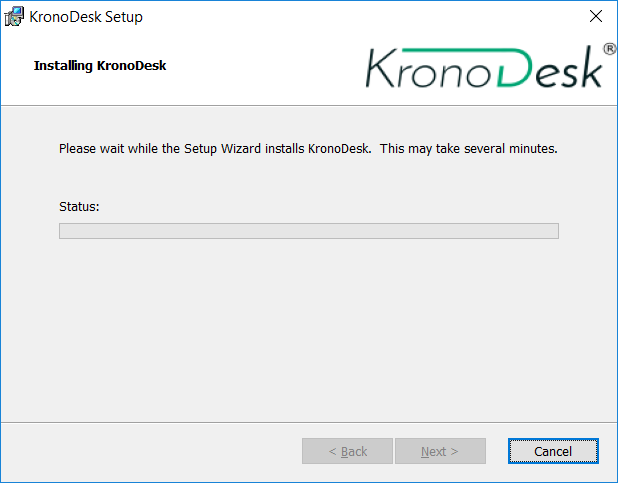 KronoDesk Setup
Installing KronoDesk
KronoDesk®
Please wait while the Setup Wizard installs KronoDesk. This may take several minutes.
Status:
< Back
Next >
Cancel